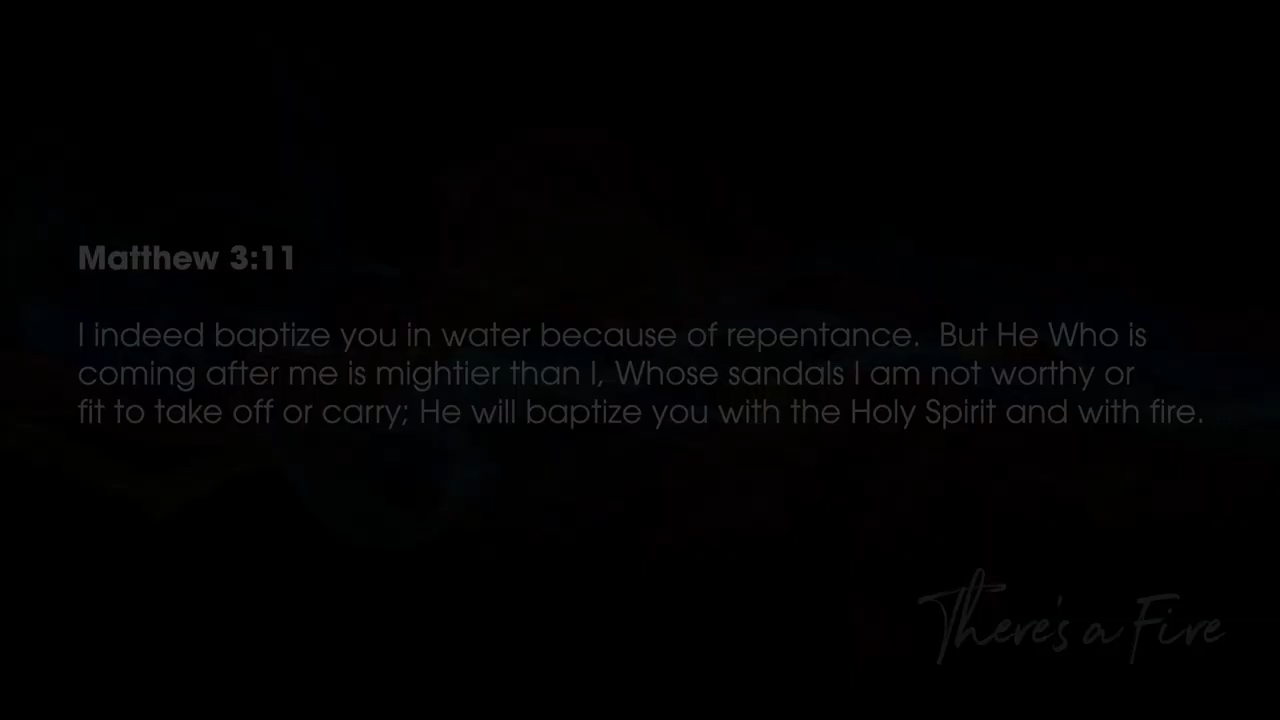 Matthew 3:11
I indeed baptize you in water because of repentance.  But He Who is
coming after me is mightier than I, Whose sandals I am not worthy or
fit to take off or carry; He will baptize you with the Holy Spirit and with fire.
There's a Fire